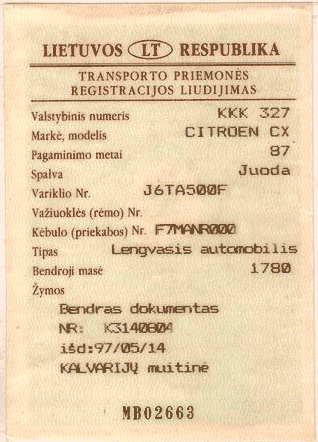 LIETUVOS LT RESPUBLIKA
TRANSPORTO PRIEMONĖS
REGISTRACIJOS LIUDIJIMAS
Valstybinis numeris KKK 327
Markė, modelis CITROEN CX
Pagaminimo metai 87
Spalva Juoda
Variklio Nr. J6TA500F
Važiuoklės (rėmo) Nr.
Kėbulo (priekabos) Nr. F7MANR000
Tipas Lengvasis automobilis
Bendroji masė 1780
Žymos
Bendras dokumentas
NR: K3140804
išd:97/05/14
KALVARIJŲ muitinė
MB02663